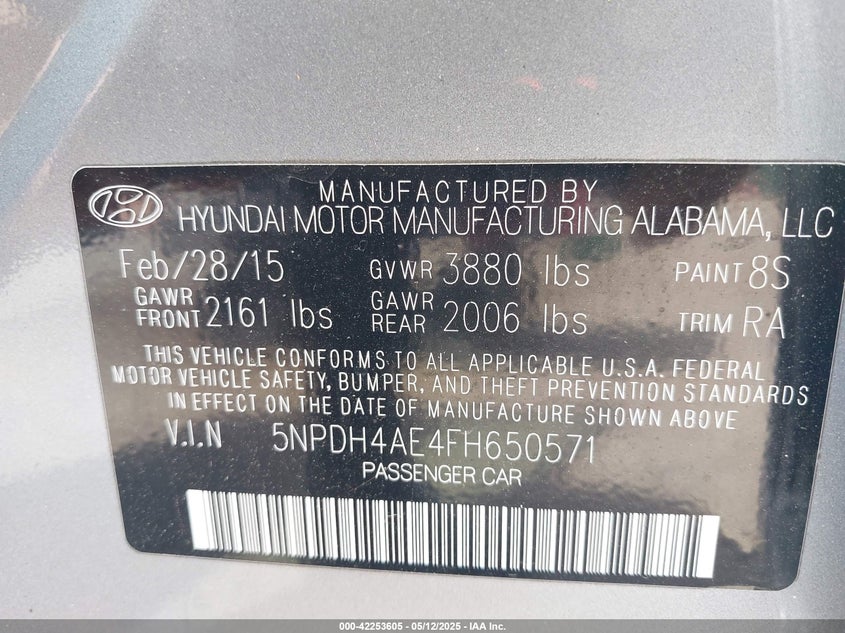 MANUFACTURED BY
HYUNDAI MOTOR MANUFACTURING ALABAMA, LLC
Feb/28/15 GVWR 3880 lbs PAINT 8S
GAWR FRONT 2161 lbs GAWR REAR 2006 lbs TRIM RA
THIS VEHICLE CONFORMS TO ALL APPLICABLE U.S.A. FEDERAL
MOTOR VEHICLE SAFETY, BUMPER, AND THEFT PREVENTION STANDARDS
IN EFFECT ON THE DATE OF MANUFACTURE SHOWN ABOVE.
V.I.N 5NPDH4AE4FH650571
PASSENGER CAR
000-42253605 - 05/12/2025 - IAA Inc.